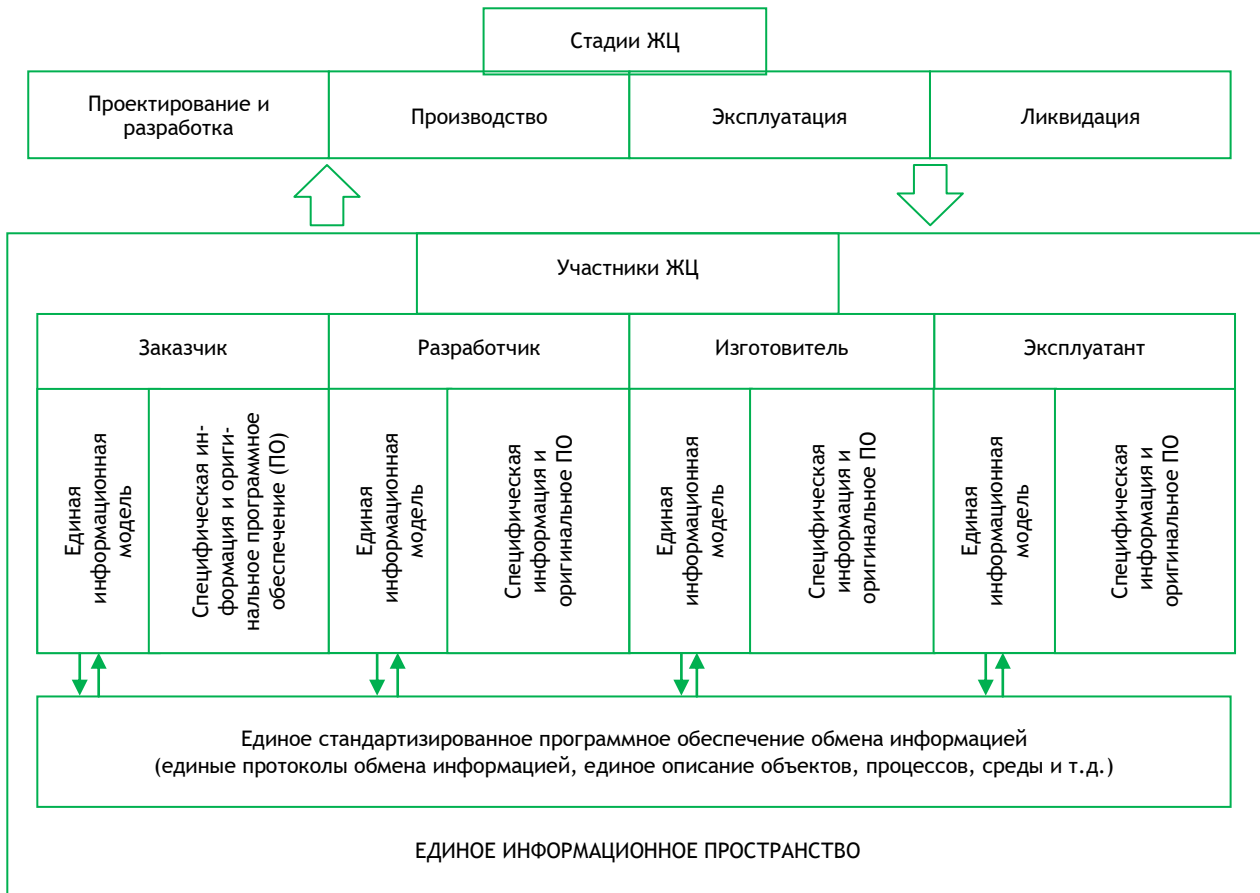 Стадии ЖЦ
Проектирование и
разработка
Производство
Эксплуатация
Ликвидация
Участники ЖЦ
Заказчик
Разработчик
Изготовитель
Эксплуатант
Единая
информационная
модель
Специфическая ин-
формация и ориги-
нальное программное
обеспечение (ПО)
Единая
информационная
модель
Специфическая
информация и
оригинальное ПО
Единая
информационная
модель
Специфическая
информация и
оригинальное ПО
Единая
информационная
модель
Специфическая
информация и
оригинальное ПО
Единое стандартизированное программное обеспечение обмена информацией
(единые протоколы обмена информацией, единое описание объектов, процессов, среды и т.д.)
ЕДИНОЕ ИНФОРМАЦИОННОЕ ПРОСТРАНСТВО